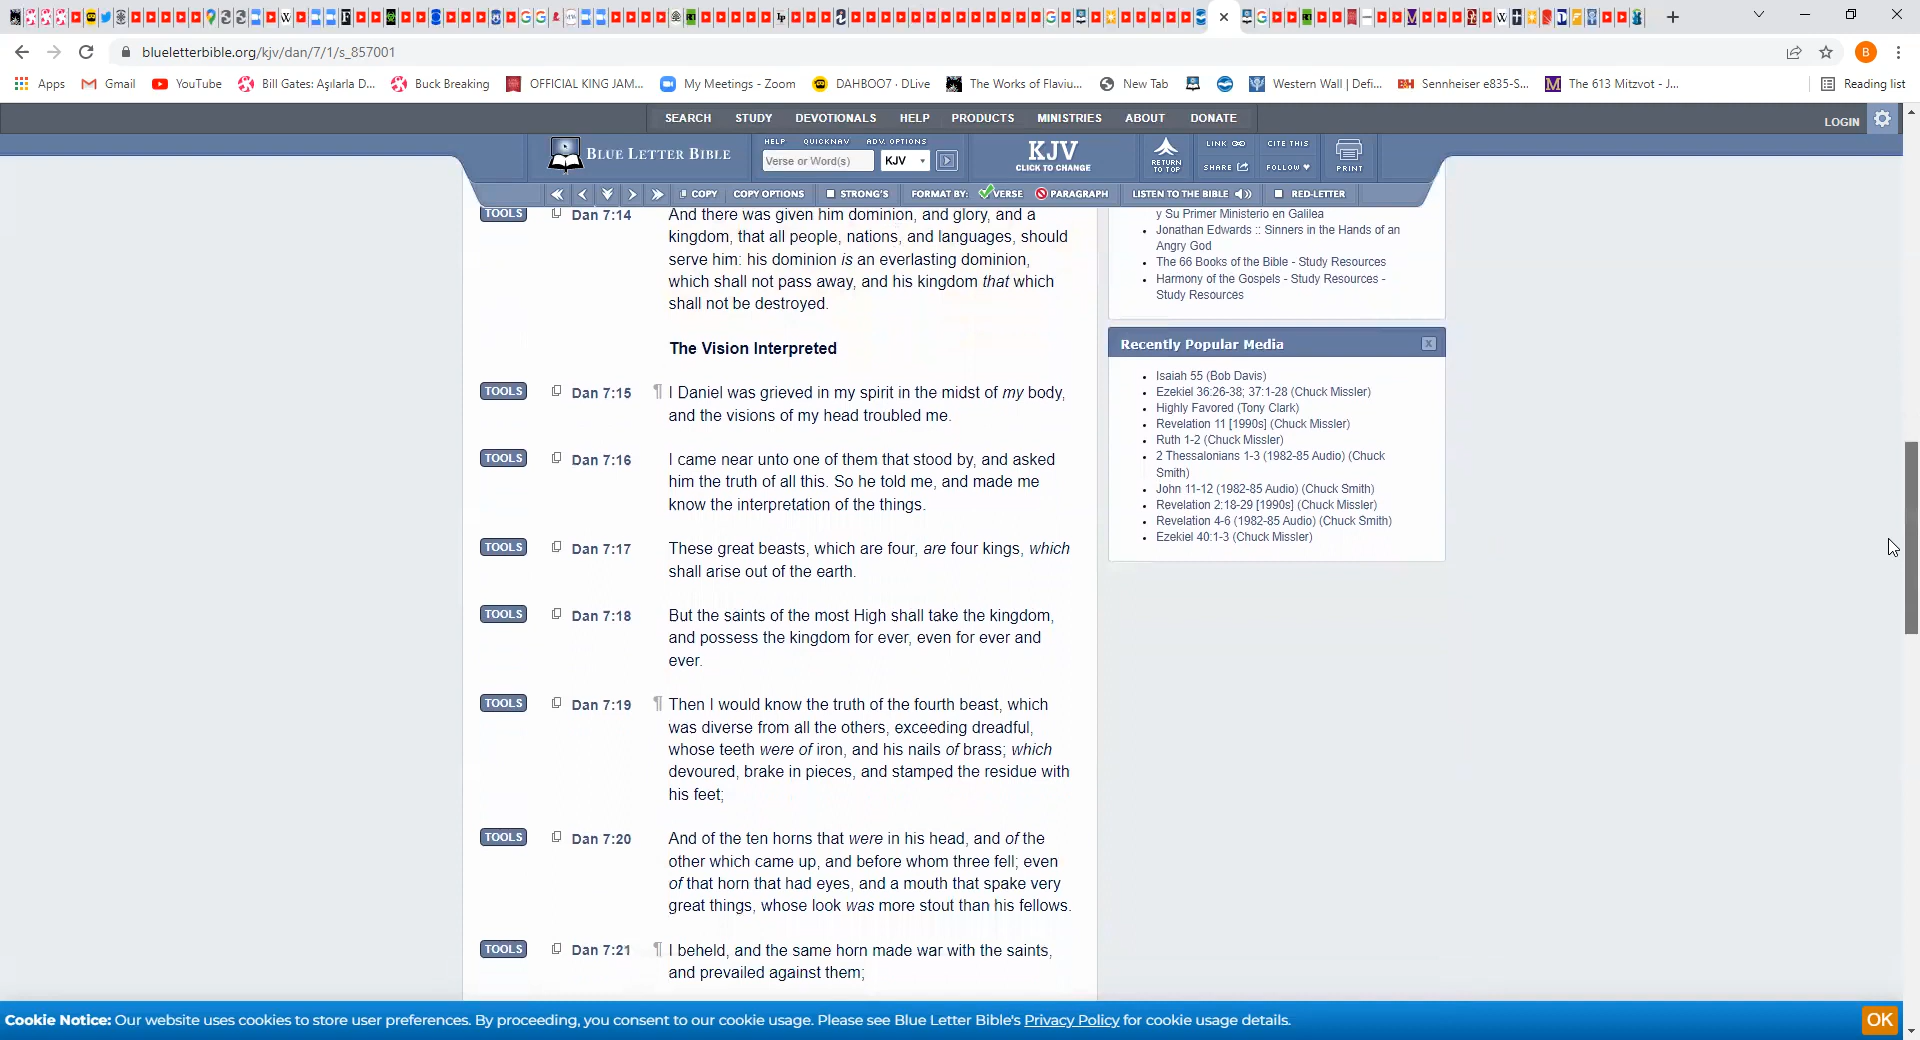 blueletterbible.org/kjv/dan/7/1/s_857001
B
Apps
Gmail
YouTube
Bill Gates: Aşılarla D...
Buck Breaking
OFFICIAL KING JAM...
My Meetings - Zoom
DAHBOO7 · DLive
The Works of Flaviu...
New Tab
Western Wall | Defi...
Sennheiser e835-S...
The 613 Mitzvot - J...
Reading list
SEARCH STUDY DEVOTIONALS HELP PRODUCTS MINISTRIES ABOUT DONATE
LOGIN
HELP QUICKNAV ADV. OPTIONS
BLUE LETTER BIBLE
Verse or Word(s)
KJV
KJV
CLICK TO CHANGE
RETURN TO TOP
LINK
CITE THIS
SHARE
FOLLOW
PRINT
COPY COPY OPTIONS STRONG'S FORMAT BY: VERSE PARAGRAPH LISTEN TO THE BIBLE RED-LETTER
TOOLS Dan 7:14 And there was given him dominion, and glory, and a
kingdom, that all people, nations, and languages, should
serve him: his dominion is an everlasting dominion,
which shall not pass away, and his kingdom that which
shall not be destroyed.
The Vision Interpreted
TOOLS Dan 7:15 ¶ I Daniel was grieved in my spirit in the midst of my body,
and the visions of my head troubled me.
TOOLS Dan 7:16 I came near unto one of them that stood by, and asked
him the truth of all this. So he told me, and made me
know the interpretation of the things.
TOOLS Dan 7:17 These great beasts, which are four, are four kings, which
shall arise out of the earth.
TOOLS Dan 7:18 But the saints of the most High shall take the kingdom,
and possess the kingdom for ever, even for ever and
ever.
TOOLS Dan 7:19 ¶ Then I would know the truth of the fourth beast, which
was diverse from all the others, exceeding dreadful,
whose teeth were of iron, and his nails of brass; which
devoured, brake in pieces, and stamped the residue with
his feet;
TOOLS Dan 7:20 And of the ten horns that were in his head, and of the
other which came up, and before whom three fell; even
of that horn that had eyes, and a mouth that spake very
great things, whose look was more stout than his fellows.
TOOLS Dan 7:21 ¶ I beheld, and the same horn made war with the saints,
and prevailed against them;
y Su Primer Ministerio en Galilea
Jonathan Edwards :: Sinners in the Hands of an
Angry God
The 66 Books of the Bible - Study Resources
Harmony of the Gospels - Study Resources -
Study Resources
Recently Popular Media
x
Isaiah 55 (Bob Davis)
Ezekiel 36:26-38; 37:1-28 (Chuck Missler)
Highly Favored (Tony Clark)
Revelation 11 [1990s] (Chuck Missler)
Ruth 1-2 (Chuck Missler)
2 Thessalonians 1-3 (1982-85 Audio) (Chuck
Smith)
John 11-12 (1982-85 Audio) (Chuck Smith)
Revelation 2:18-29 [1990s] (Chuck Missler)
Revelation 4-6 (1982-85 Audio) (Chuck Smith)
Ezekiel 40:1-3 (Chuck Missler)
Cookie Notice: Our website uses cookies to store user preferences. By proceeding, you consent to our cookie usage. Please see Blue Letter Bible's Privacy Policy for cookie usage details.
OK